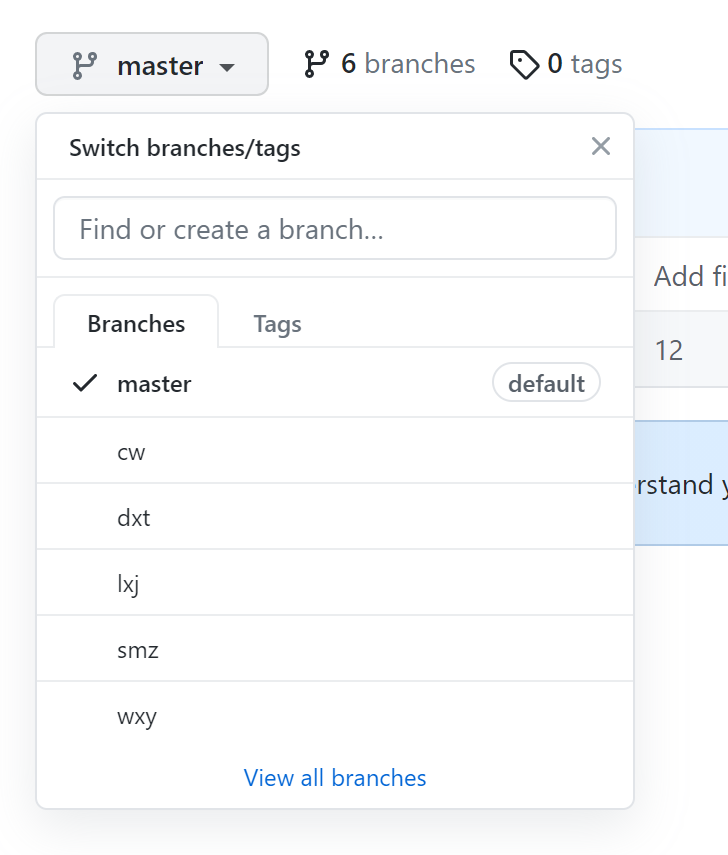 master 6 branches 0 tags
Switch branches/tags
Find or create a branch...
Add fi
Branches Tags
12
master default
cw
rstand y
dxt
lxj
smz
wxy
View all branches